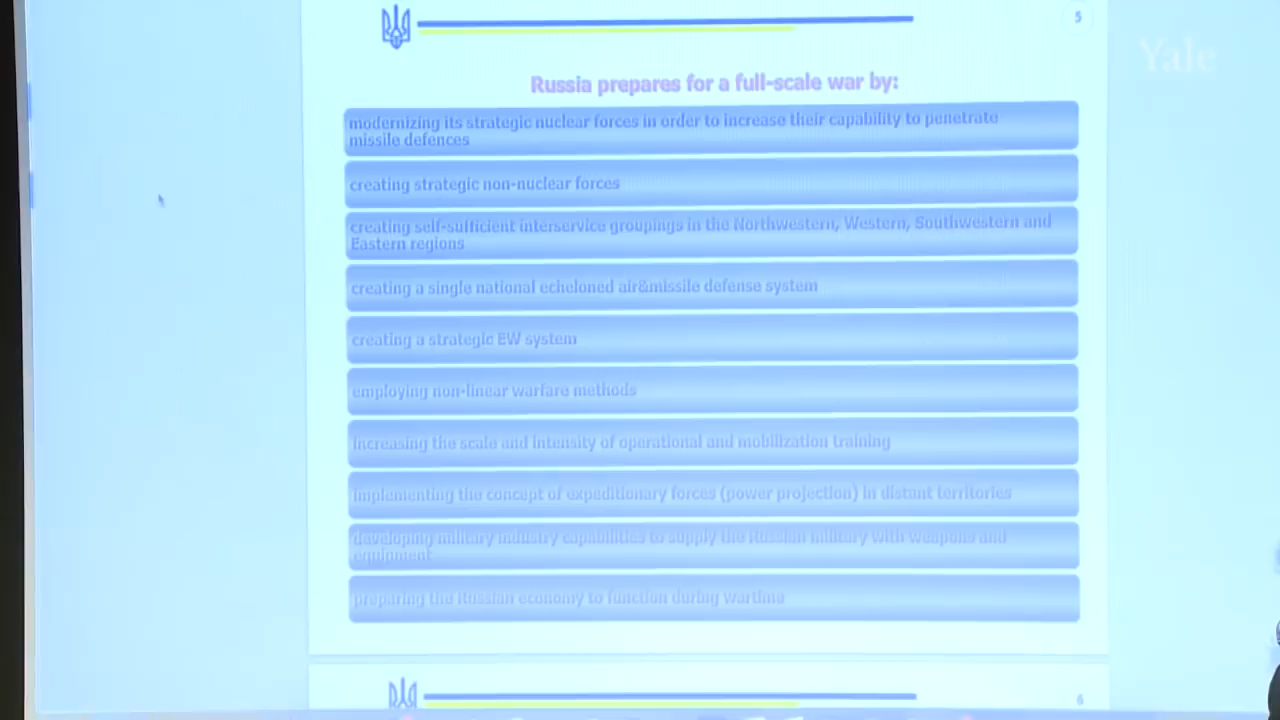 5
Yale
Russia prepares for a full-scale war by:
modernizing its strategic nuclear forces in order to increase their capability to penetrate
missile defences
creating strategic non-nuclear forces
creating self-sufficient interservice groupings in the Northwestern, Western, Southwestern and
Eastern regions
creating a single national echeloned air&missile defense system
creating a strategic EW system
employing non-linear warfare methods
increasing the scale and intensity of operational and mobilization training
implementing the concept of expeditionary forces (power projection) in distant territories
developing military industry capabilities to supply the Russian military with weapons and
equipment
preparing the Russian economy to function during wartime
6